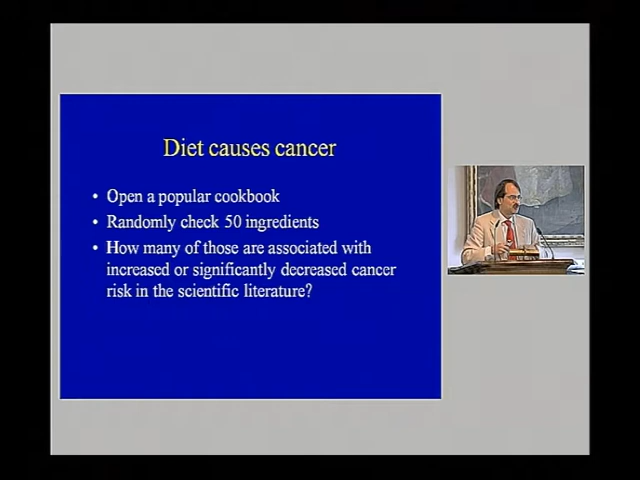 Diet causes cancer
• Open a popular cookbook
• Randomly check 50 ingredients
• How many of those are associated with
increased or significantly decreased cancer
risk in the scientific literature?